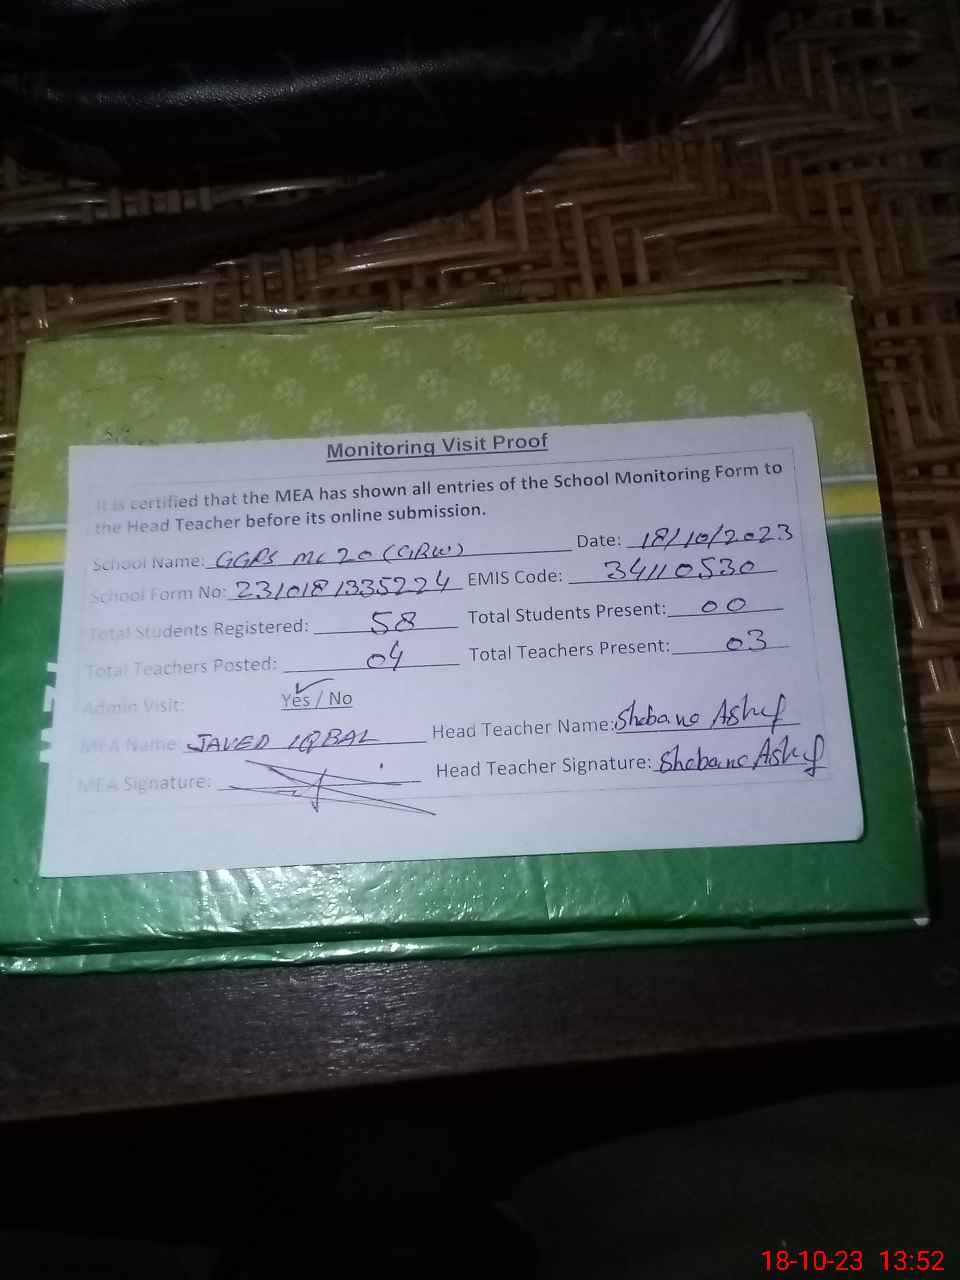 Monitoring Visit Proof
It is certified that the MEA has shown all entries of the School Monitoring Form to
the Head Teacher before its online submission.
School Name: GGPS MC 20 (GRW) Date: 18/10/2023
School Form No: 231018133522224 EMIS Code: 34110530
Total Students Registered: 58 Total Students Present: 00
Total Teachers Posted: 04 Total Teachers Present: 03
Admin Visit: Yes / No
MEA Name: JAVED IQBAL Head Teacher Name: Shabana Ashraf
MEA Signature: Head Teacher Signature: Shabana Ashraf
18-10-23 13:52